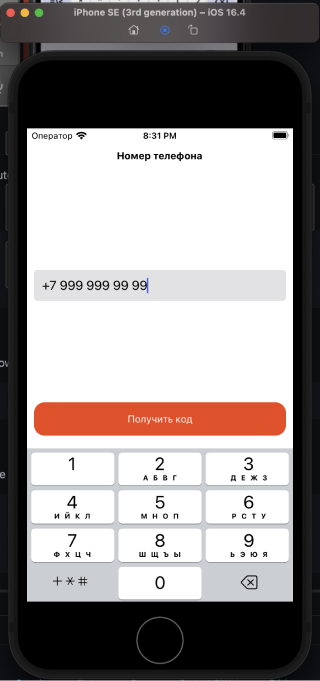 iPhone SE (3rd generation) – iOS 16.4
Оператор 8:31 PM
Номер телефона
+7 999 999 99 99
Получить код
1 2 3
А Б В Г Д Е Ж З
4 5 6
И Й К Л М Н О П Р С Т У
7 8 9
Ф Х Ц Ч Ш Щ Ъ Ы Ь Э Ю Я
+ * # 0